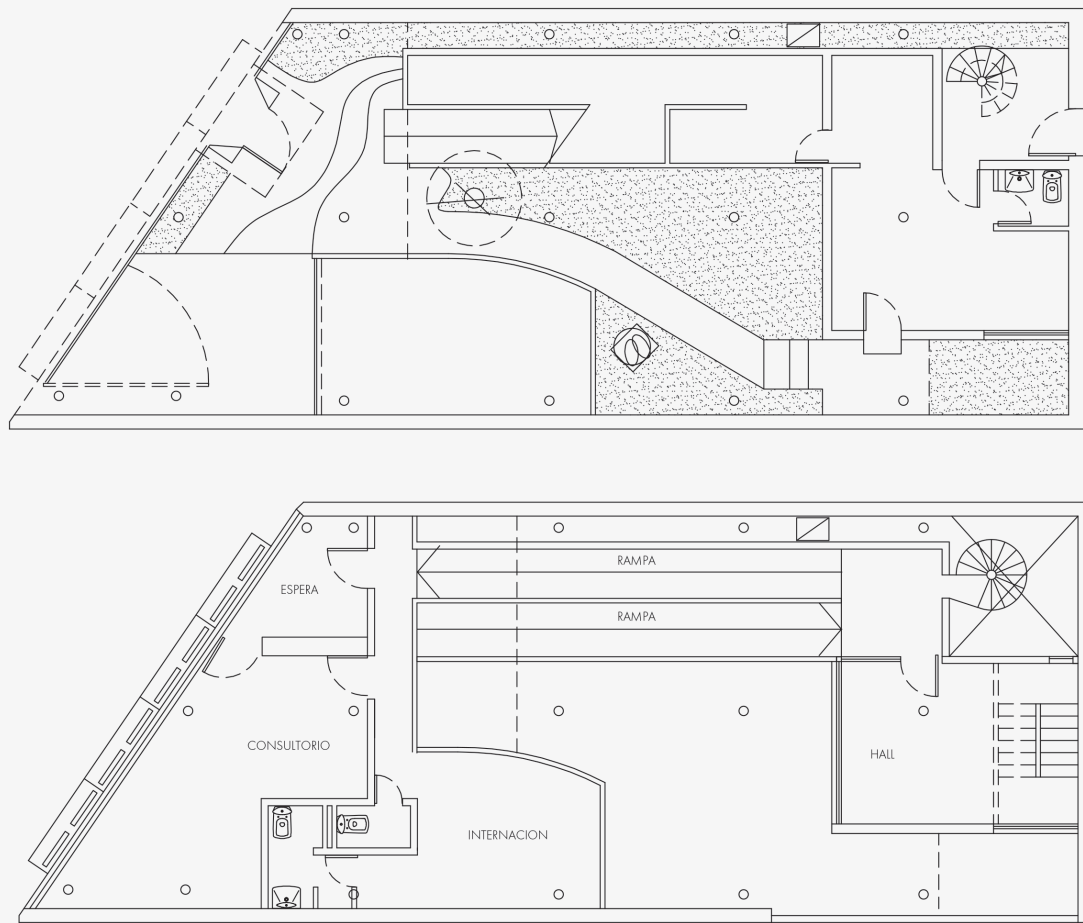 RAMPA
ESPERA
RAMPA
CONSULTORIO
HALL
INTERNACION